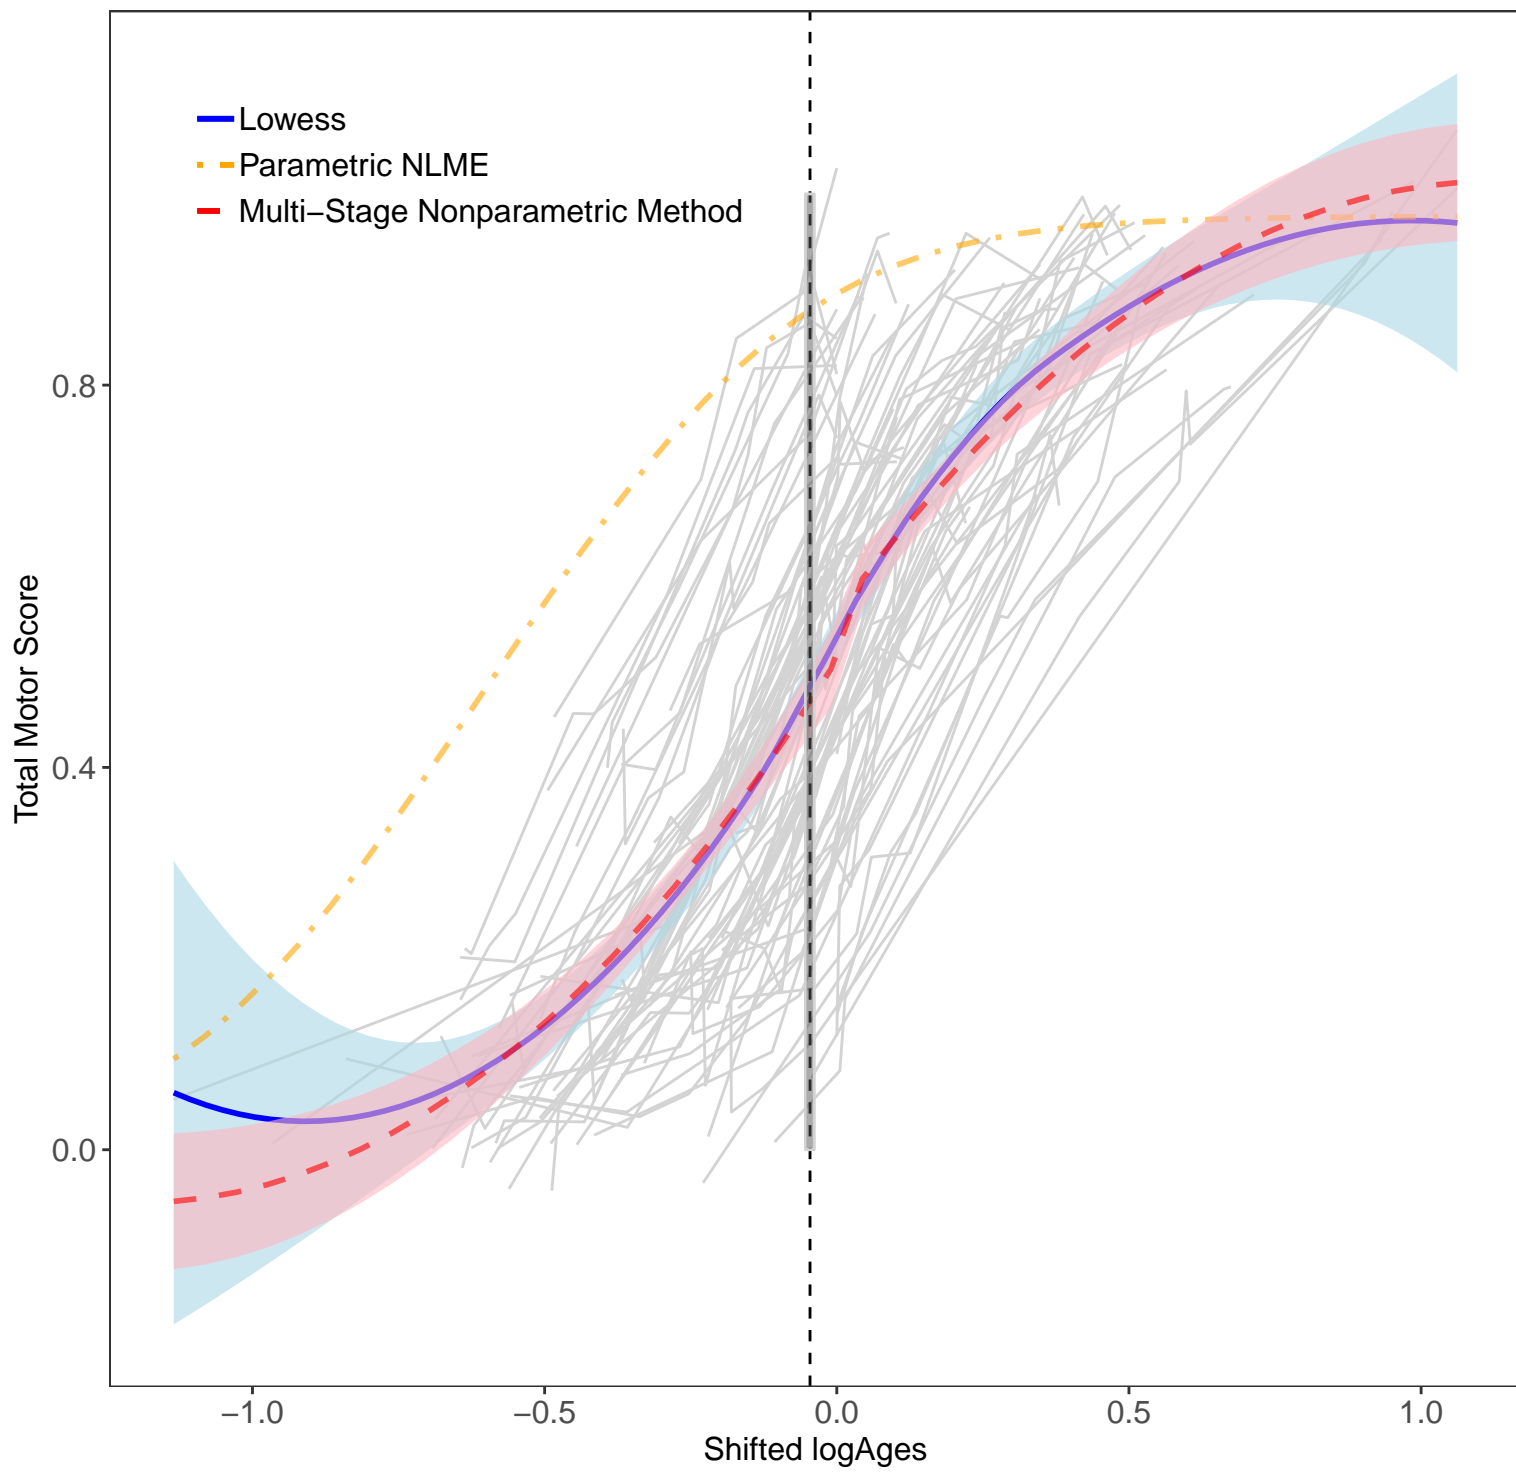 Lowess
Parametric NLME
Multi−Stage Nonparametric Method
Total Motor Score
0.8
0.4
0.0
−1.0
−0.5
0.0
0.5
1.0
Shifted logAges